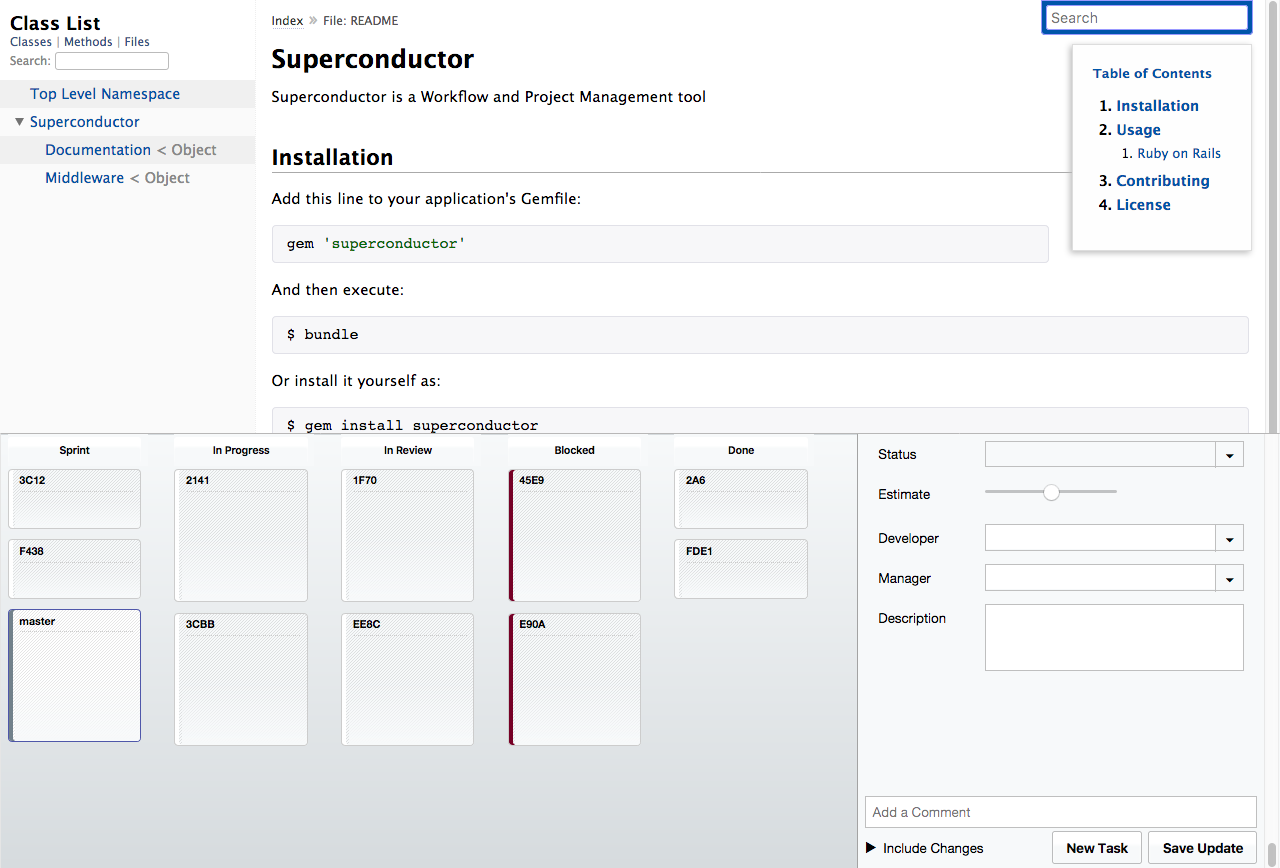 Class List
Classes | Methods | Files
Search:
Top Level Namespace
▼ Superconductor
Documentation < Object
Middleware < Object
Index » File: README
Superconductor
Superconductor is a Workflow and Project Management tool
Installation
Add this line to your application's Gemfile:
gem 'superconductor'
And then execute:
$ bundle
Or install it yourself as:
$ gem install superconductor
Search
Table of Contents
1. Installation
2. Usage
1. Ruby on Rails
3. Contributing
4. License
Sprint
3C12
F438
master
In Progress
2141
3CBB
In Review
1F70
EE8C
Blocked
45E9
E90A
Done
2A6
FDE1
Status
Estimate
Developer
Manager
Description
Add a Comment
▶ Include Changes
New Task
Save Update